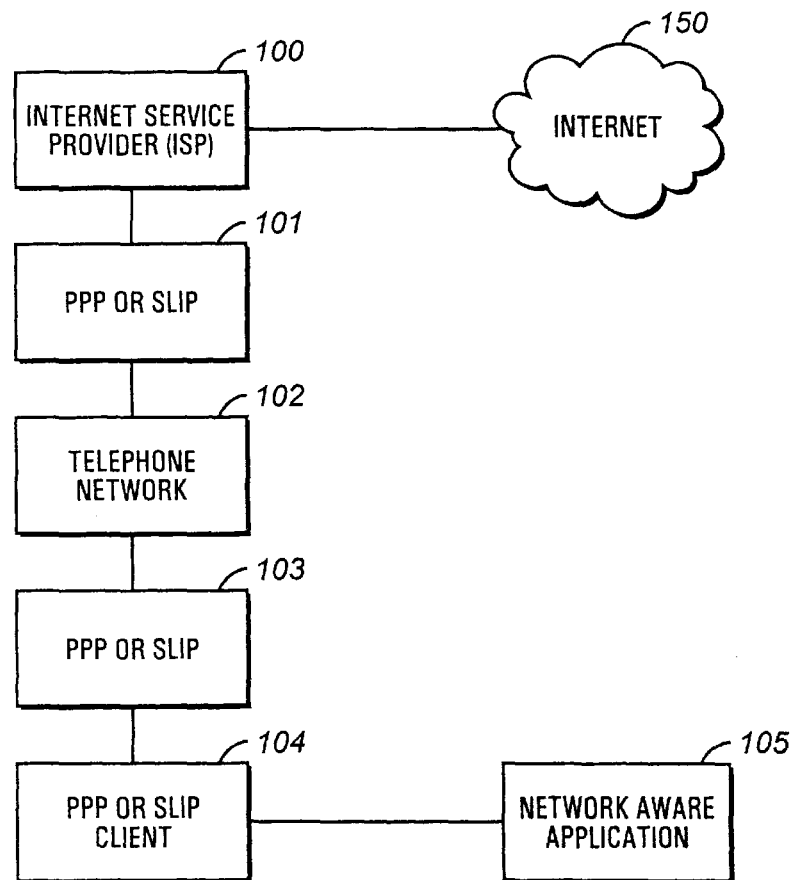 100
150
INTERNET SERVICE
PROVIDER (ISP)
INTERNET
101
PPP OR SLIP
102
TELEPHONE
NETWORK
103
PPP OR SLIP
104
105
PPP OR SLIP
CLIENT
NETWORK AWARE
APPLICATION